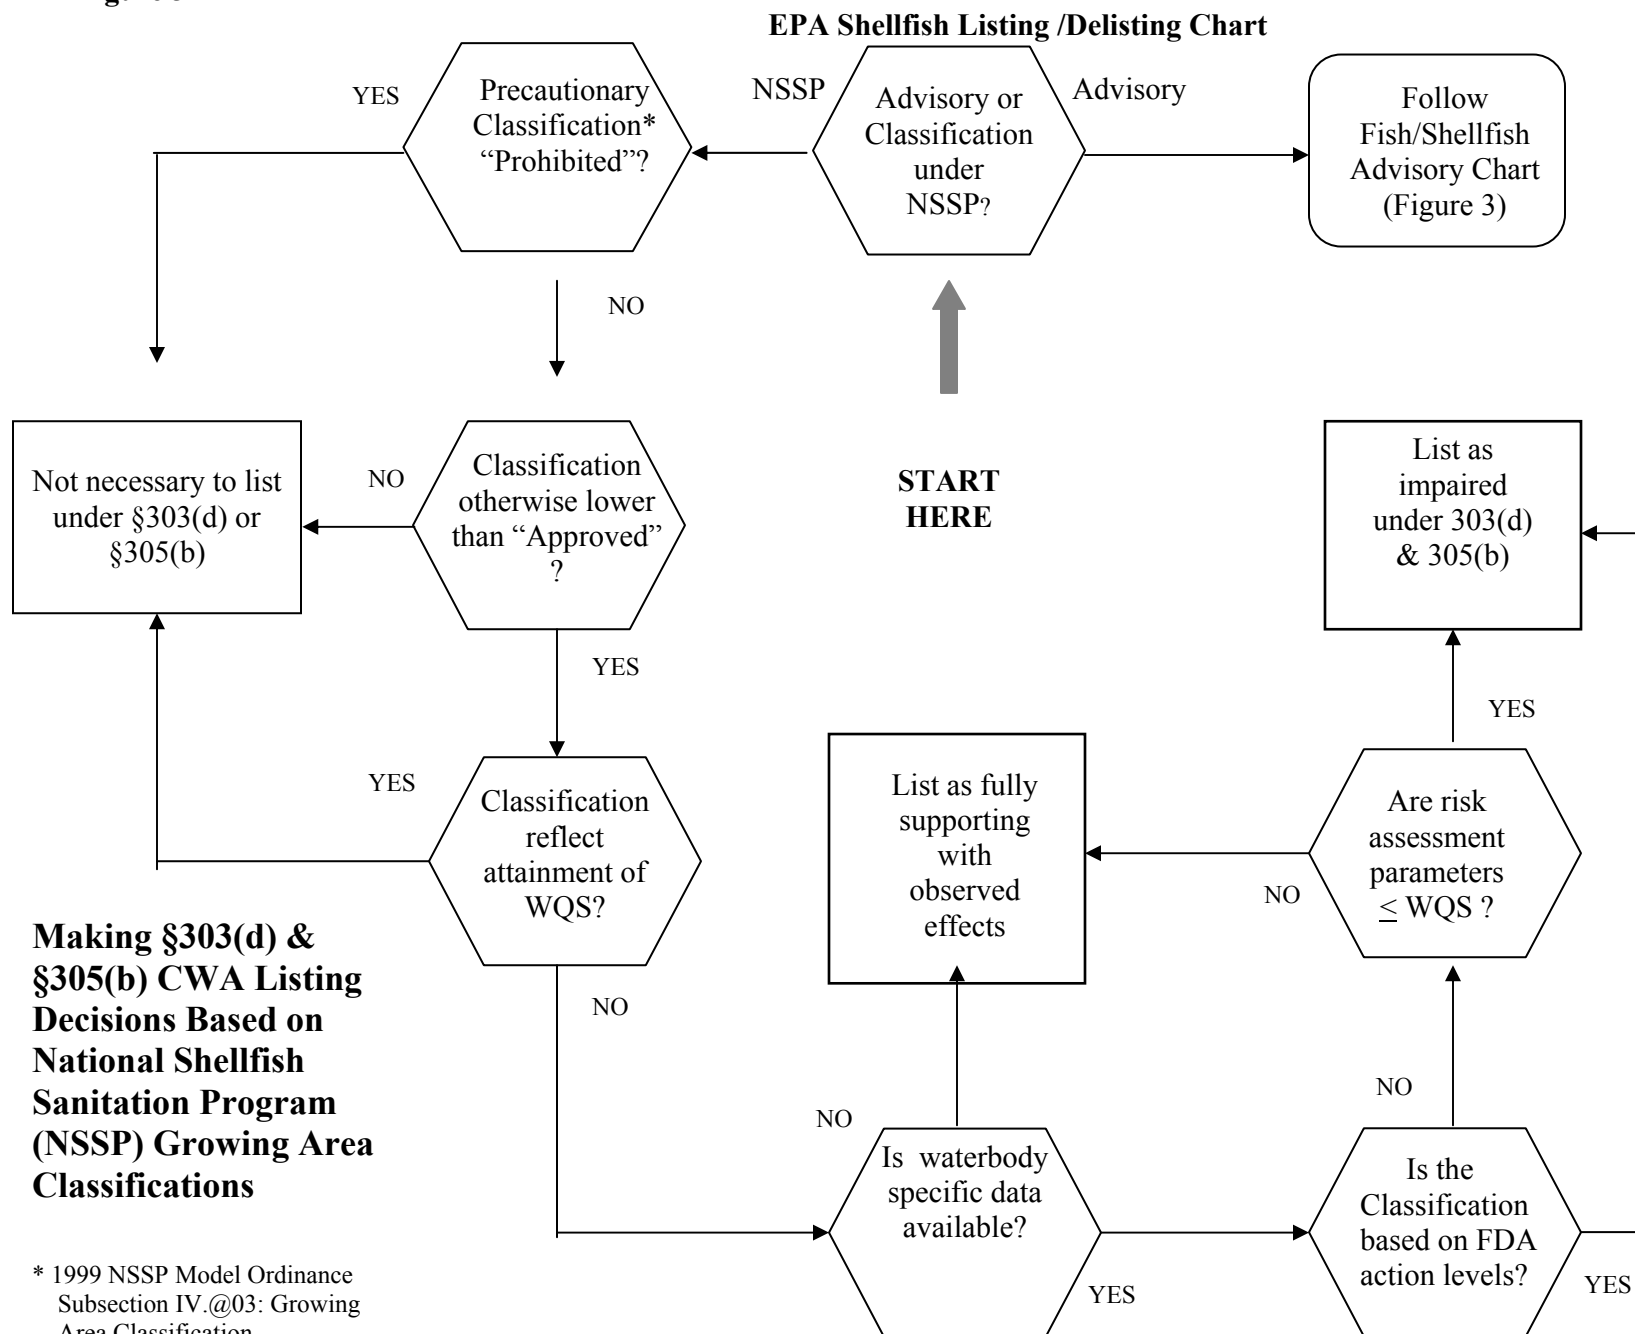 EPA Shellfish Listing /Delisting Chart
YES
Precautionary
Classification*
“Prohibited”?
NSSP
Advisory or
Classification
under
NSSP?
Advisory
Follow
Fish/Shellfish
Advisory Chart
(Figure 3)
NO
Not necessary to list
under §303(d) or
§305(b)
NO
Classification
otherwise lower
than “Approved”
?
START
HERE
List as
impaired
under 303(d)
& 305(b)
YES
YES
YES
Classification
reflect
attainment of
WQS?
List as fully
supporting
with
observed
effects
Are risk
assessment
parameters
≤ WQS ?
NO
Making §303(d) &
§305(b) CWA Listing
Decisions Based on
National Shellfish
Sanitation Program
(NSSP) Growing Area
Classifications
NO
NO
NO
Is waterbody
specific data
available?
YES
Is the
Classification
based on FDA
action levels?
YES
* 1999 NSSP Model Ordinance
Subsection IV.@03: Growing
Area Classification